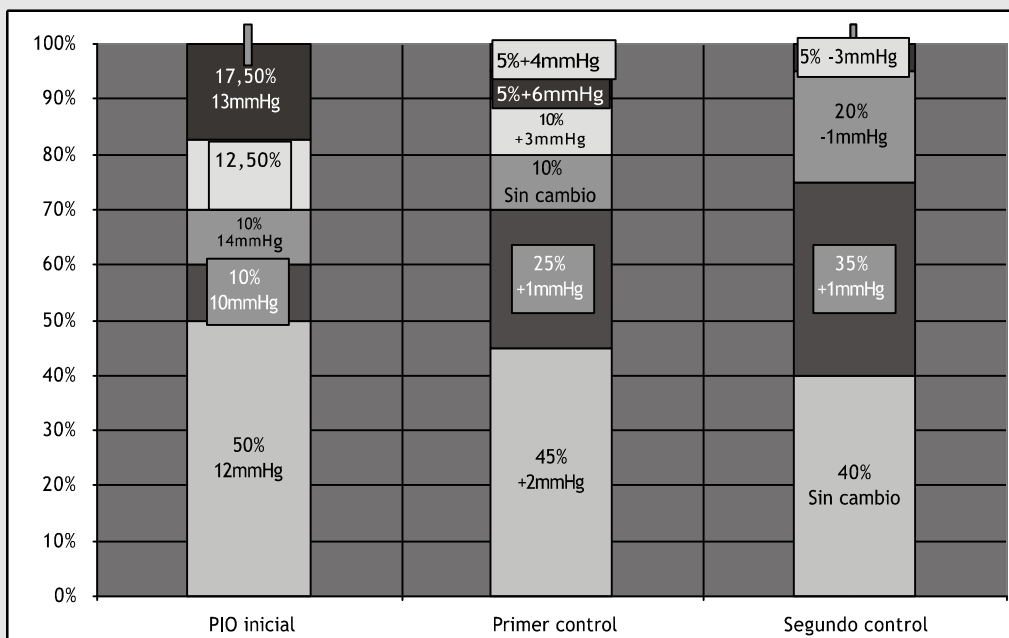 100%
90%
80%
70%
60%
50%
40%
30%
20%
10%
0%
17,50%
13mmHg
12,50%
10%
14mmHg
10%
10mmHg
50%
12mmHg
5%+4mmHg
5%+6mmHg
10%
+3mmHg
10%
Sin cambio
25%
+1mmHg
45%
+2mmHg
5% -3mmHg
20%
-1mmHg
35%
+1mmHg
40%
Sin cambio
PIO inicial
Primer control
Segundo control